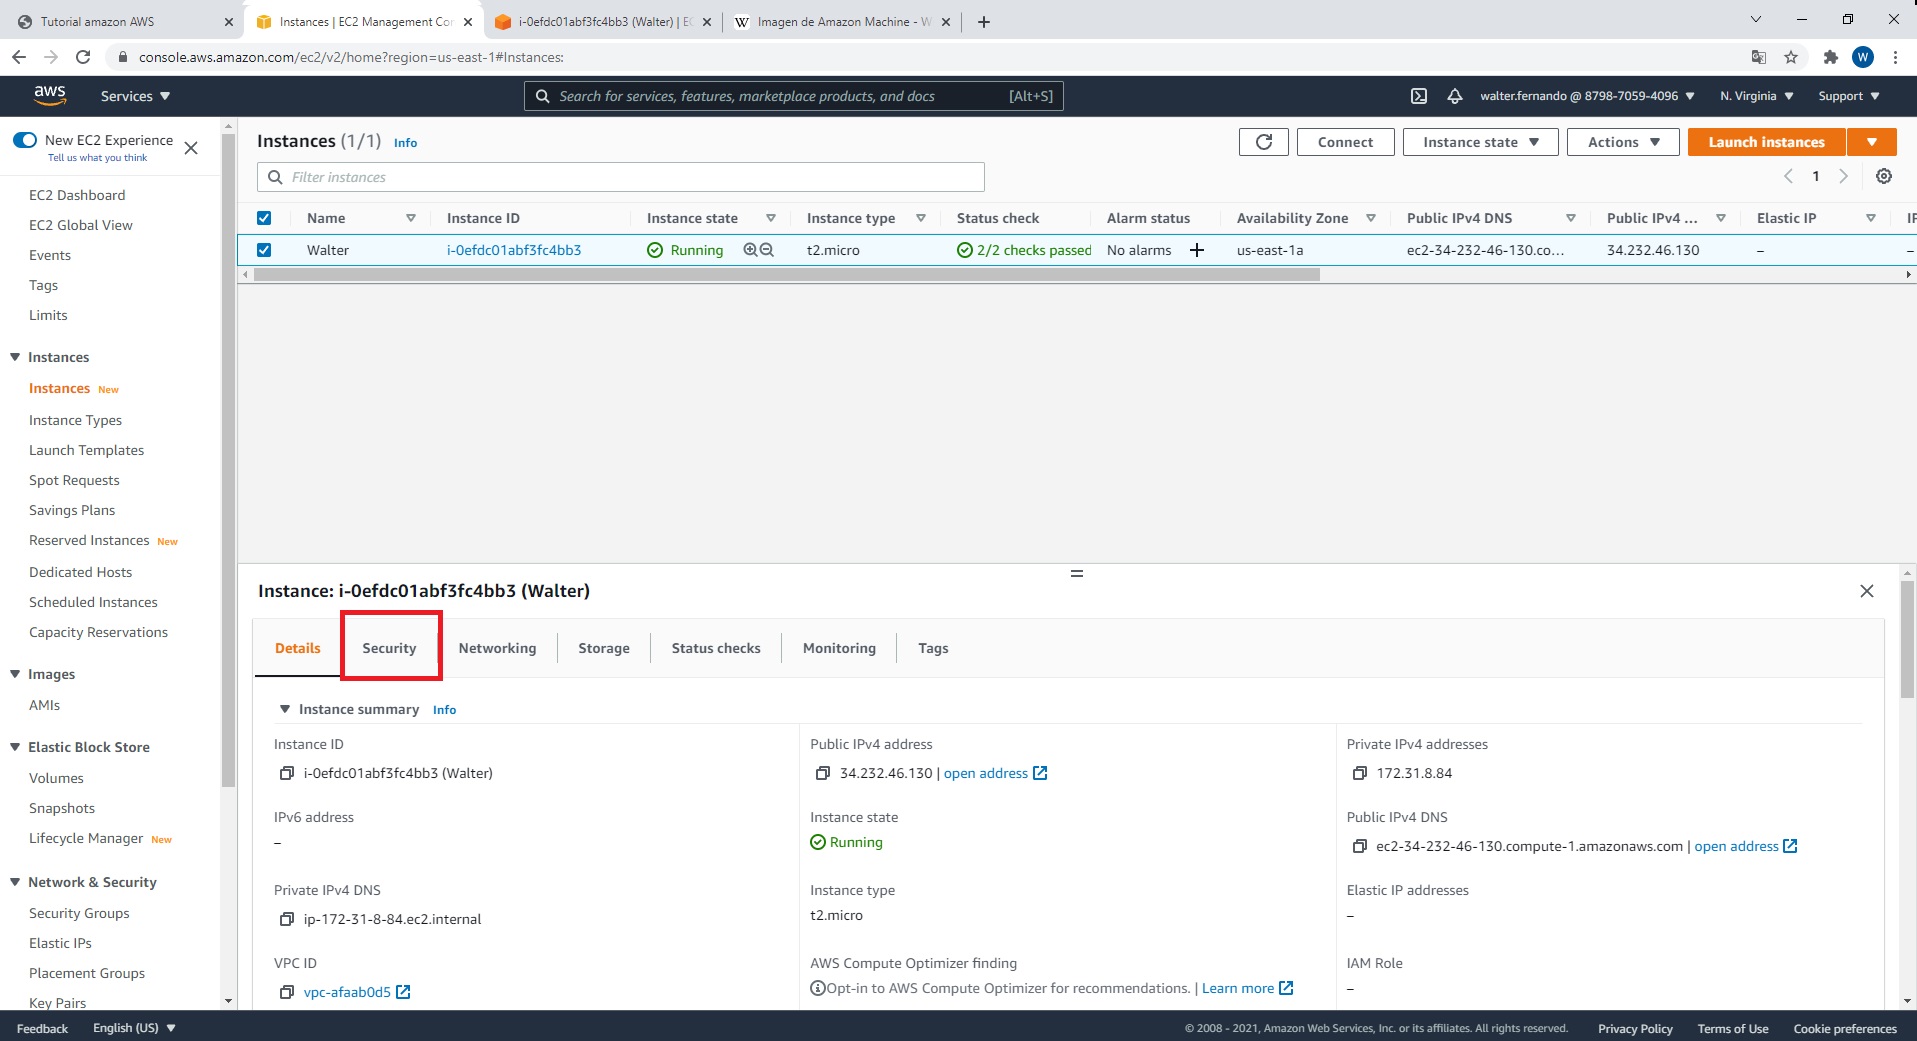 Tutorial amazon AWS
Instances | EC2 Management Con
i-0efdc01abf3fc4bb3 (Walter) | EC
Imagen de Amazon Machine - W
console.aws.amazon.com/ec2/v2/home?region=us-east-1#Instances:
W
aws
Services
Search for services, features, marketplace products, and docs [Alt+S]
walter.fernando @ 8798-7059-4096
N. Virginia
Support
New EC2 Experience
Tell us what you think
EC2 Dashboard
EC2 Global View
Events
Tags
Limits
Instances
Instances New
Instance Types
Launch Templates
Spot Requests
Savings Plans
Reserved Instances New
Dedicated Hosts
Scheduled Instances
Capacity Reservations
Images
AMIs
Elastic Block Store
Volumes
Snapshots
Lifecycle Manager New
Network & Security
Security Groups
Elastic IPs
Placement Groups
Key Pairs
Instances (1/1) Info
Connect
Instance state
Actions
Launch instances
Filter instances
1
Name Instance ID Instance state Instance type Status check Alarm status Availability Zone Public IPv4 DNS Public IPv4 ... Elastic IP IP
Walter i-0efdc01abf3fc4bb3 Running t2.micro 2/2 checks passed No alarms + us-east-1a ec2-34-232-46-130.co... 34.232.46.130 – –
Instance: i-0efdc01abf3fc4bb3 (Walter)
Details Security Networking Storage Status checks Monitoring Tags
Instance summary Info
Instance ID
i-0efdc01abf3fc4bb3 (Walter)
Public IPv4 address
34.232.46.130 | open address
Private IPv4 addresses
172.31.8.84
IPv6 address
–
Instance state
Running
Public IPv4 DNS
ec2-34-232-46-130.compute-1.amazonaws.com | open address
Private IPv4 DNS
ip-172-31-8-84.ec2.internal
Instance type
t2.micro
Elastic IP addresses
–
VPC ID
vpc-afaab0d5
AWS Compute Optimizer finding
Opt-in to AWS Compute Optimizer for recommendations. | Learn more
IAM Role
–
Feedback
English (US)
© 2008 - 2021, Amazon Web Services, Inc. or its affiliates. All rights reserved.
Privacy Policy
Terms of Use
Cookie preferences